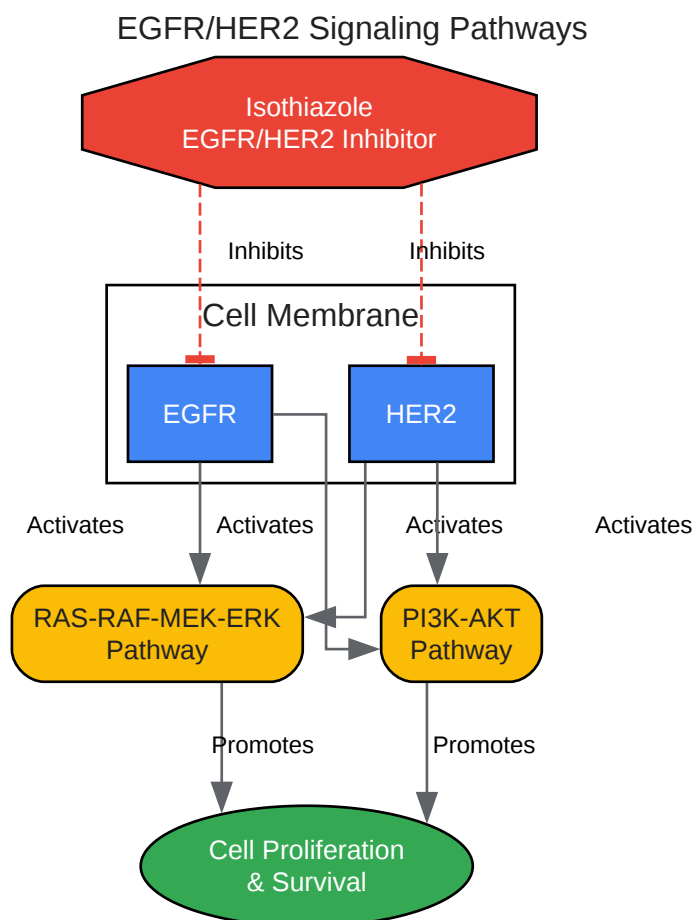 EGFR/HER2 Signaling Pathways
Isothiazole
EGFR/HER2 Inhibitor
Inhibits
Inhibits
Cell Membrane
EGFR
HER2
Activates
Activates
Activates
Activates
RAS-RAF-MEK-ERK
Pathway
PI3K-AKT
Pathway
Promotes
Promotes
Cell Proliferation
& Survival